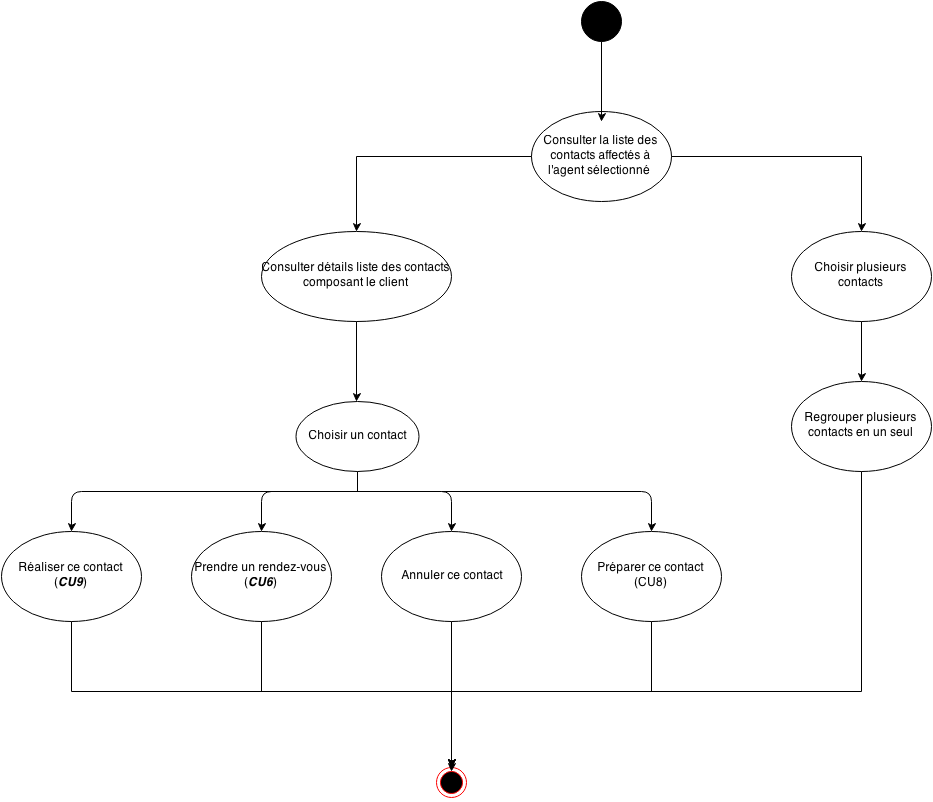 Consulter la liste des
contacts affectés à
l'agent sélectionné
Consulter détails liste des contacts
composant le client
Choisir plusieurs
contacts
Choisir un contact
Regrouper plusieurs
contacts en un seul
Réaliser ce contact
(CU9)
Prendre un rendez-vous
(CU6)
Annuler ce contact
Préparer ce contact
(CU8)